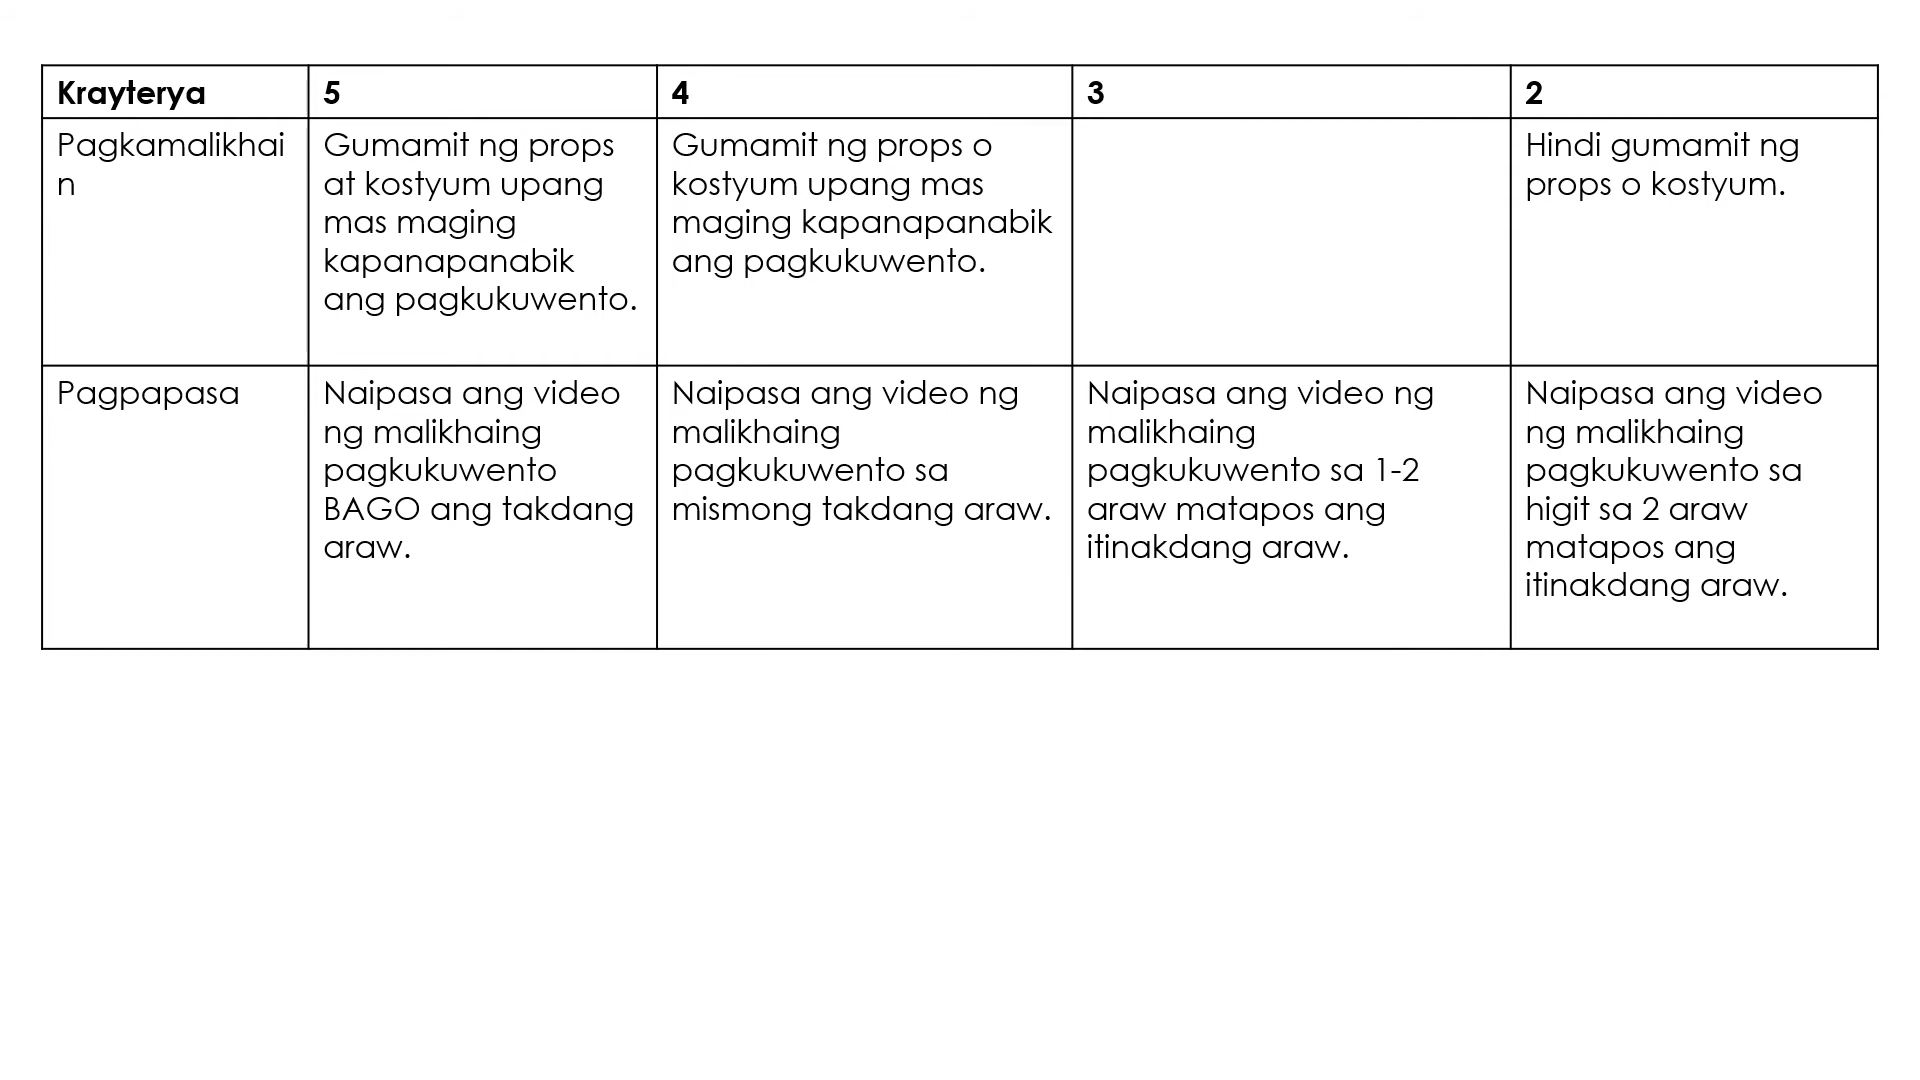 Krayterya
5
4
3
2
Pagkamalikhai
n
Gumamit ng props
at kostyum upang
mas maging
kapanapanabik
ang pagkukuwento.
Gumamit ng props o
kostyum upang mas
maging kapanapanabik
ang pagkukuwento.
Hindi gumamit ng
props o kostyum.
Pagpapasa
Naipasa ang video
ng malikhaing
pagkukuwento
BAGO ang takdang
araw.
Naipasa ang video ng
malikhaing
pagkukuwento sa
mismong takdang araw.
Naipasa ang video ng
malikhaing
pagkukuwento sa 1-2
araw matapos ang
itinakdang araw.
Naipasa ang video
ng malikhaing
pagkukuwento sa
higit sa 2 araw
matapos ang
itinakdang araw.